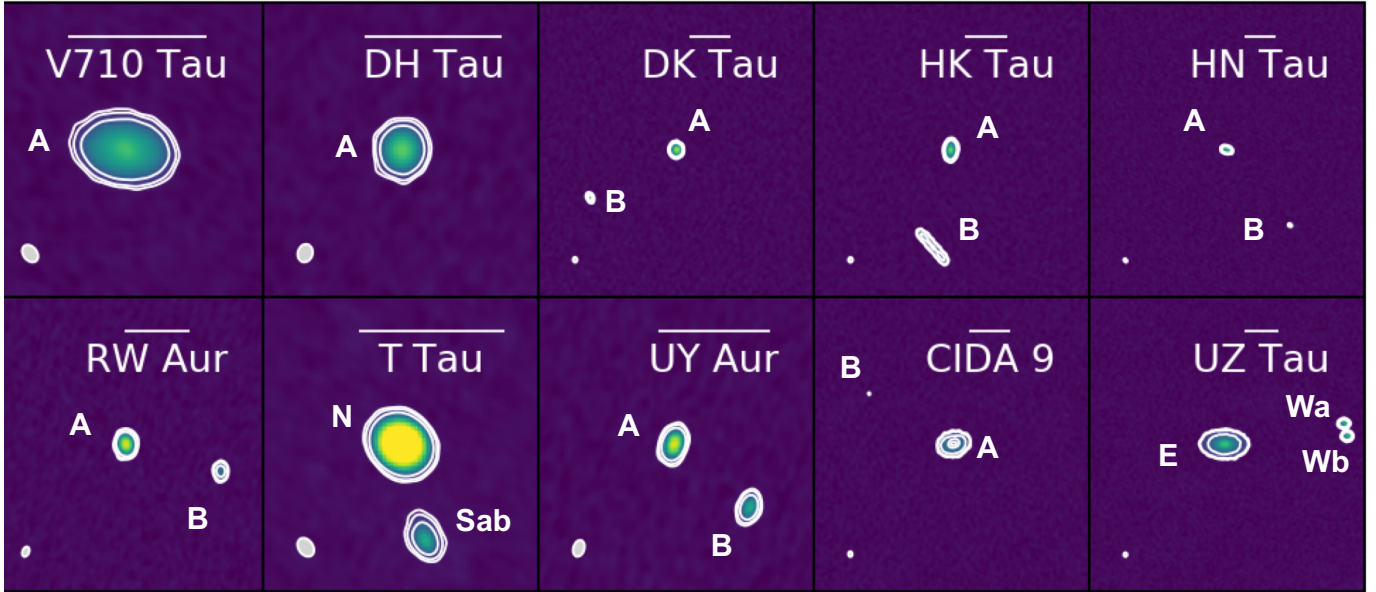 V710 Tau
A
DH Tau
A
DK Tau
A
B
HK Tau
A
B
HN Tau
A
B
RW Aur
A
B
T Tau
N
Sab
UY Aur
A
B
CIDA 9
B
A
UZ Tau
Wa
E
Wb